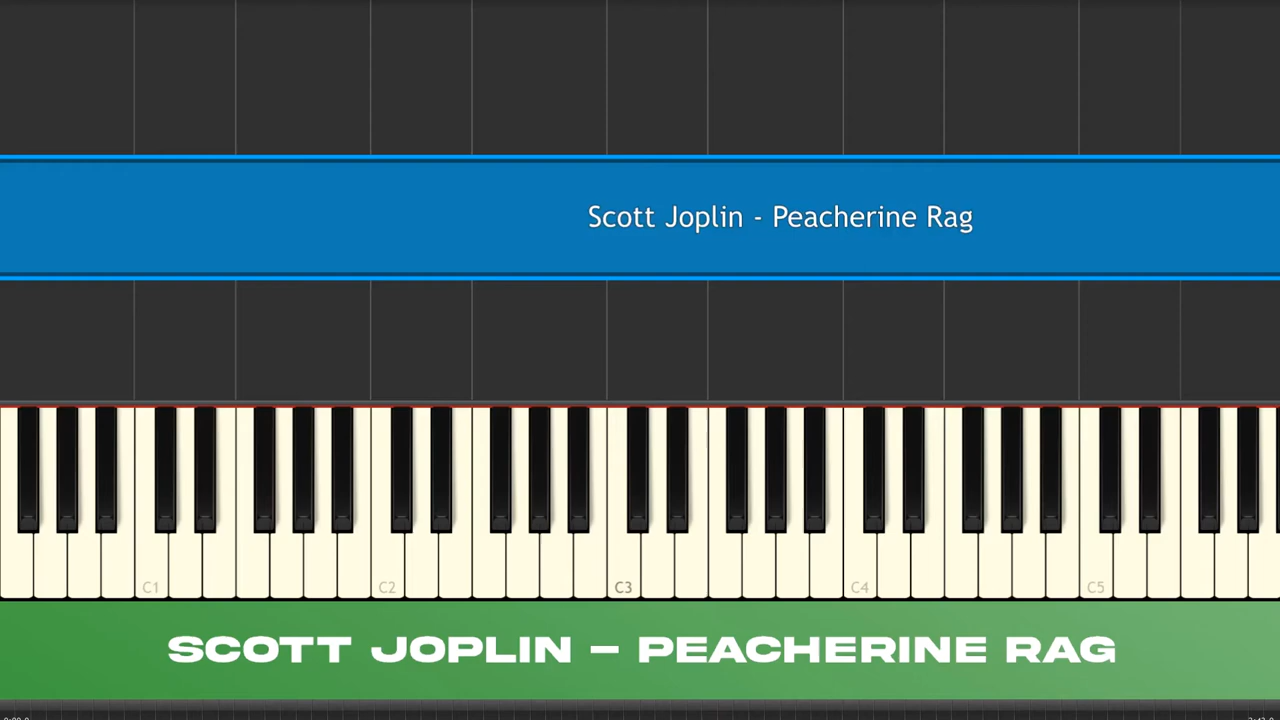 Scott Joplin - Peacherine Rag
C1 C2 C3 C4 C5
SCOTT JOPLIN – PEACHERINE RAG